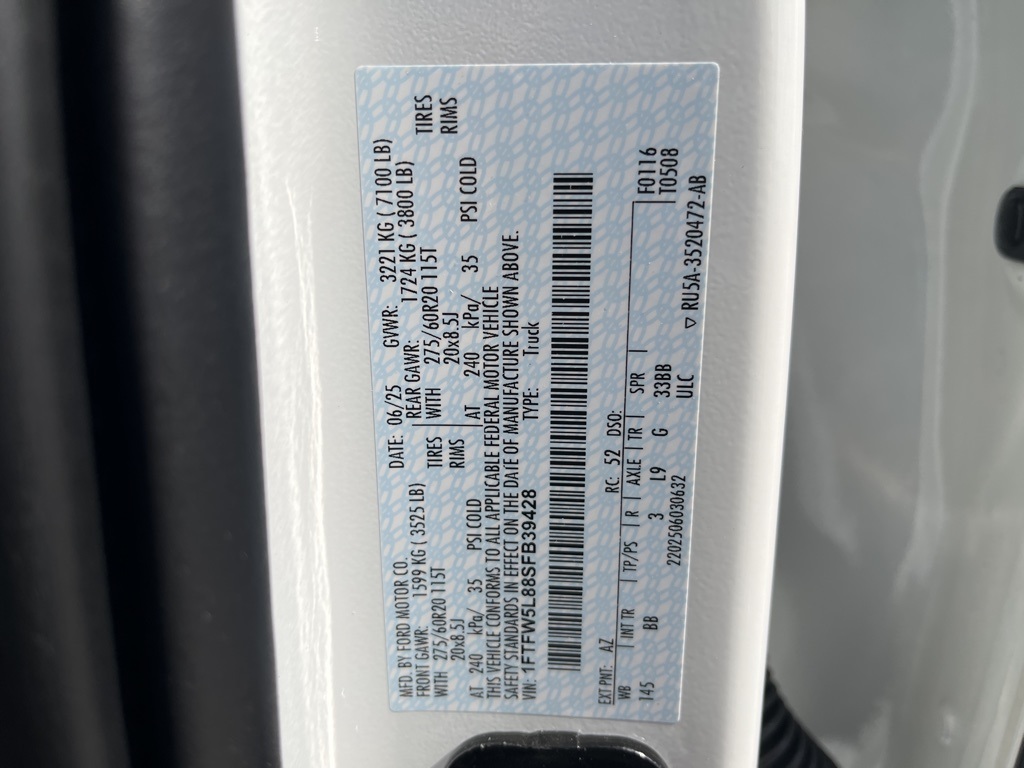 MFD. BY FORD MOTOR CO.
DATE: 06/25 GVWR: 3221 KG ( 7100 LB)
FRONT GAWR: 1599 KG ( 3525 LB)
REAR GAWR: 1724 KG ( 3800 LB)
WITH 275/60R20 115T TIRES
WITH 275/60R20 115T TIRES
20x8.5J RIMS
20x8.5J RIMS
AT 240 kPa/ 35 PSI COLD
AT 240 kPa/ 35 PSI COLD
THIS VEHICLE CONFORMS TO ALL APPLICABLE FEDERAL MOTOR VEHICLE
SAFETY STANDARDS IN EFFECT ON THE DATE OF MANUFACTURE SHOWN ABOVE.
VIN: 1FTFW5L88SFB39428 TYPE: Truck
EXT PNT: AZ RC: 52 DSO:
F0116
WB | INT TR | TP/PS | R | AXLE | TR | SPR |
T0508
145 BB 3 L9 G 33BB
2202506030632 ULC ▽ RU5A-3520472-AB